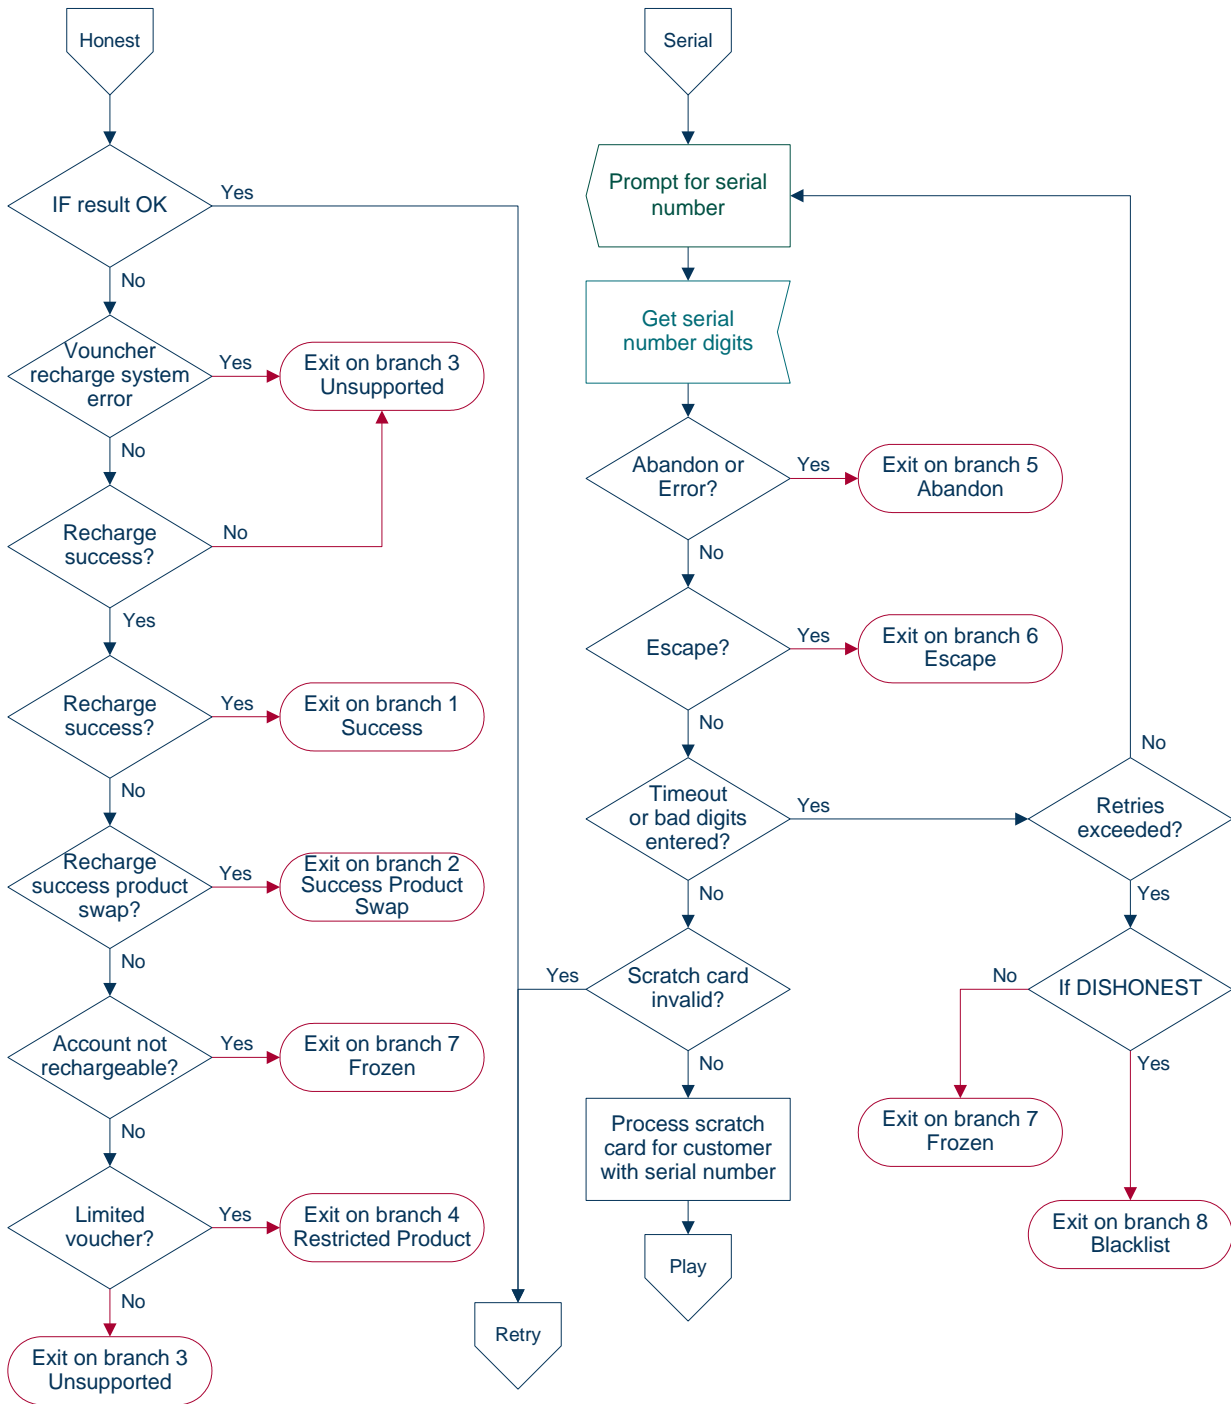 Honest
IF result OK
Yes
No
Vouncher
recharge system
error
Yes
Exit on branch 3
Unsupported
No
Recharge
success?
No
Yes
Recharge
success?
Yes
Exit on branch 1
Success
No
Recharge
success product
swap?
Yes
Exit on branch 2
Success Product
Swap
No
Account not
rechargeable?
Yes
Exit on branch 7
Frozen
No
Limited
voucher?
Yes
Exit on branch 4
Restricted Product
No
Exit on branch 3
Unsupported
Retry
Serial
Prompt for serial
number
Get serial
number digits
Abandon or
Error?
Yes
Exit on branch 5
Abandon
No
Escape?
Yes
Exit on branch 6
Escape
No
Timeout
or bad digits
entered?
Yes
No
Scratch card
invalid?
Yes
No
Process scratch
card for customer
with serial number
Play
No
Retries
exceeded?
Yes
If DISHONEST
No
Exit on branch 7
Frozen
Yes
Exit on branch 8
Blacklist